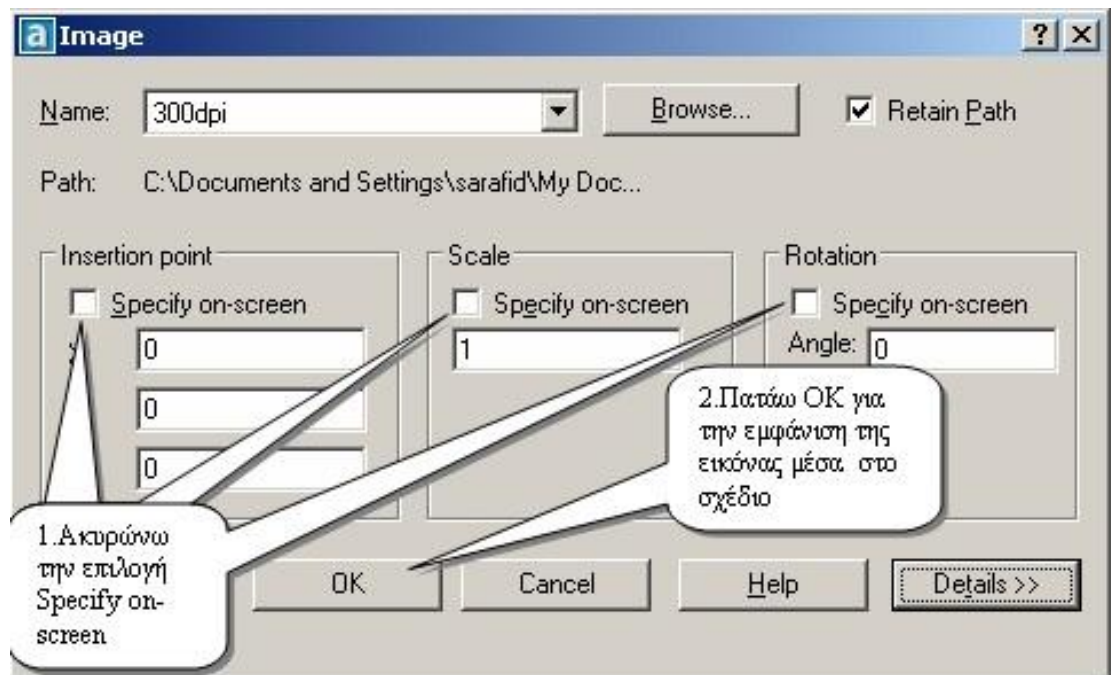 a Image ? ×
Name: 300dpi Browse... Retain Path
Path: C:\Documents and Settings\sarafid\My Doc...
Insertion point
Specify on-screen
0
0
0
Scale
Specify on-screen
1
Rotation
Specify on-screen
Angle: 0
1.Ακυρώνω
την επιλογή
Specify on-
screen
2.Πατάω ΟΚ για
την εμφάνιση της
εικόνας μέσα στο
σχέδιο
OK Cancel Help Details >>